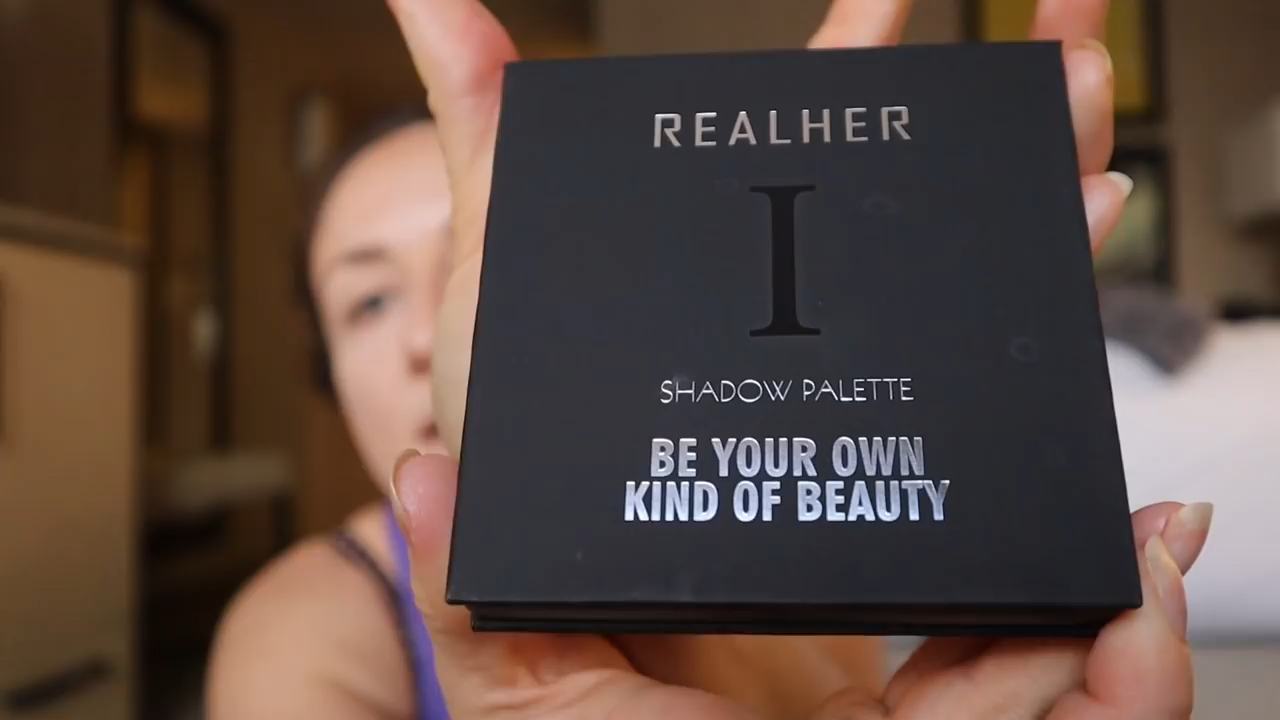 REALHER
I
SHADOW PALETTE
BE YOUR OWN
KIND OF BEAUTY